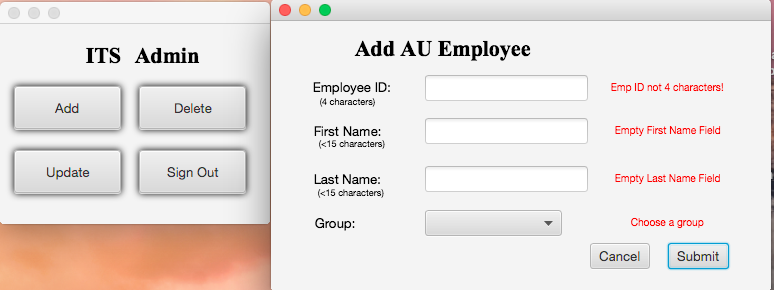 ITS Admin
Add
Delete
Update
Sign Out
Add AU Employee
Employee ID:
(4 characters)
Emp ID not 4 characters!
First Name:
(<15 characters)
Empty First Name Field
Last Name:
(<15 characters)
Empty Last Name Field
Group:
Choose a group
Cancel
Submit